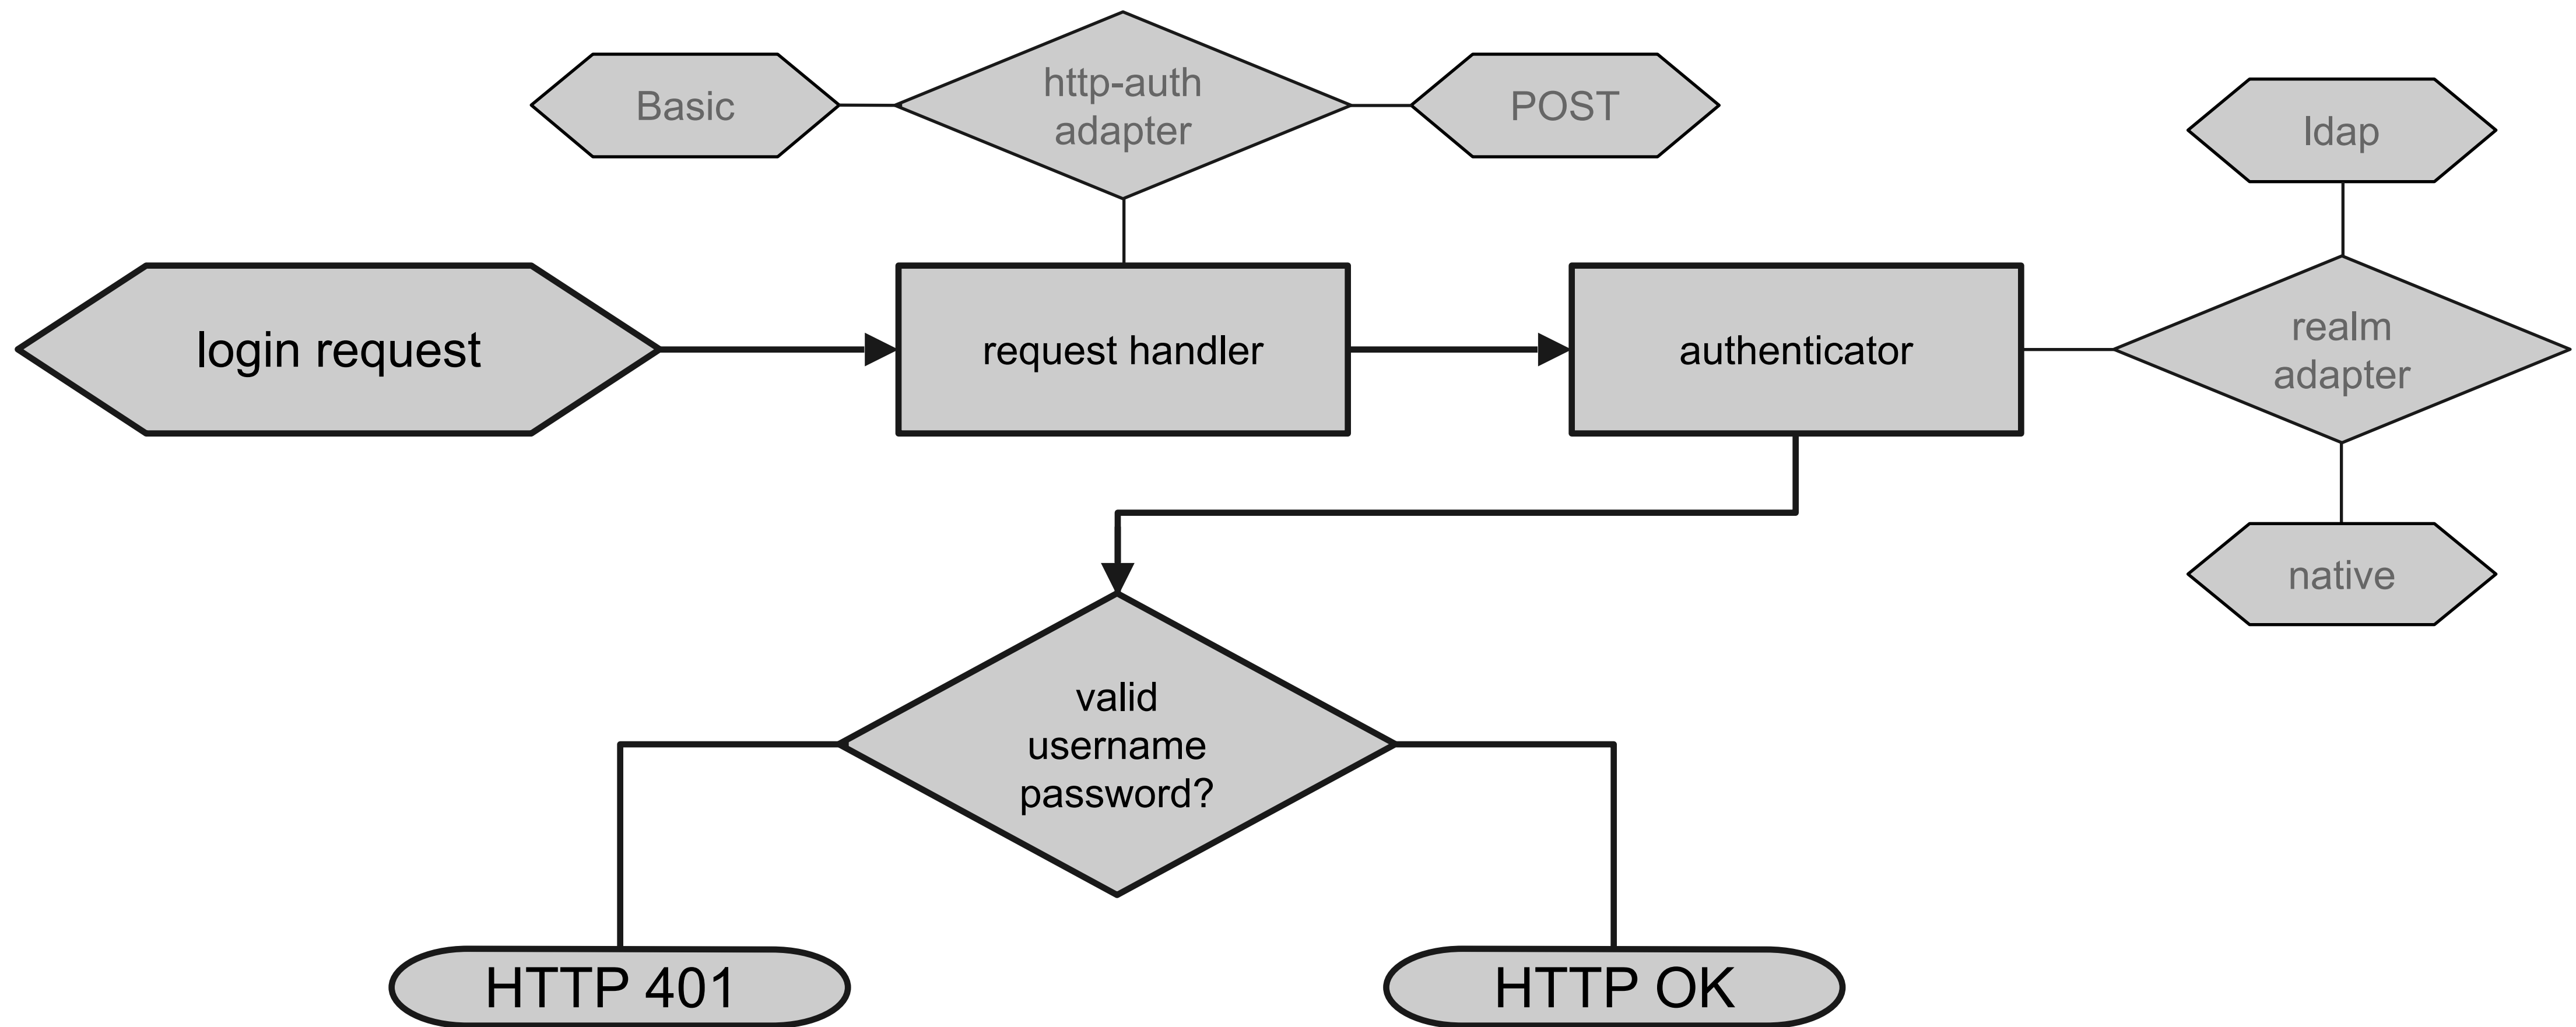 Basic
http-auth
adapter
POST
ldap
login request
request handler
authenticator
realm
adapter
native
valid
username
password?
HTTP 401
HTTP OK